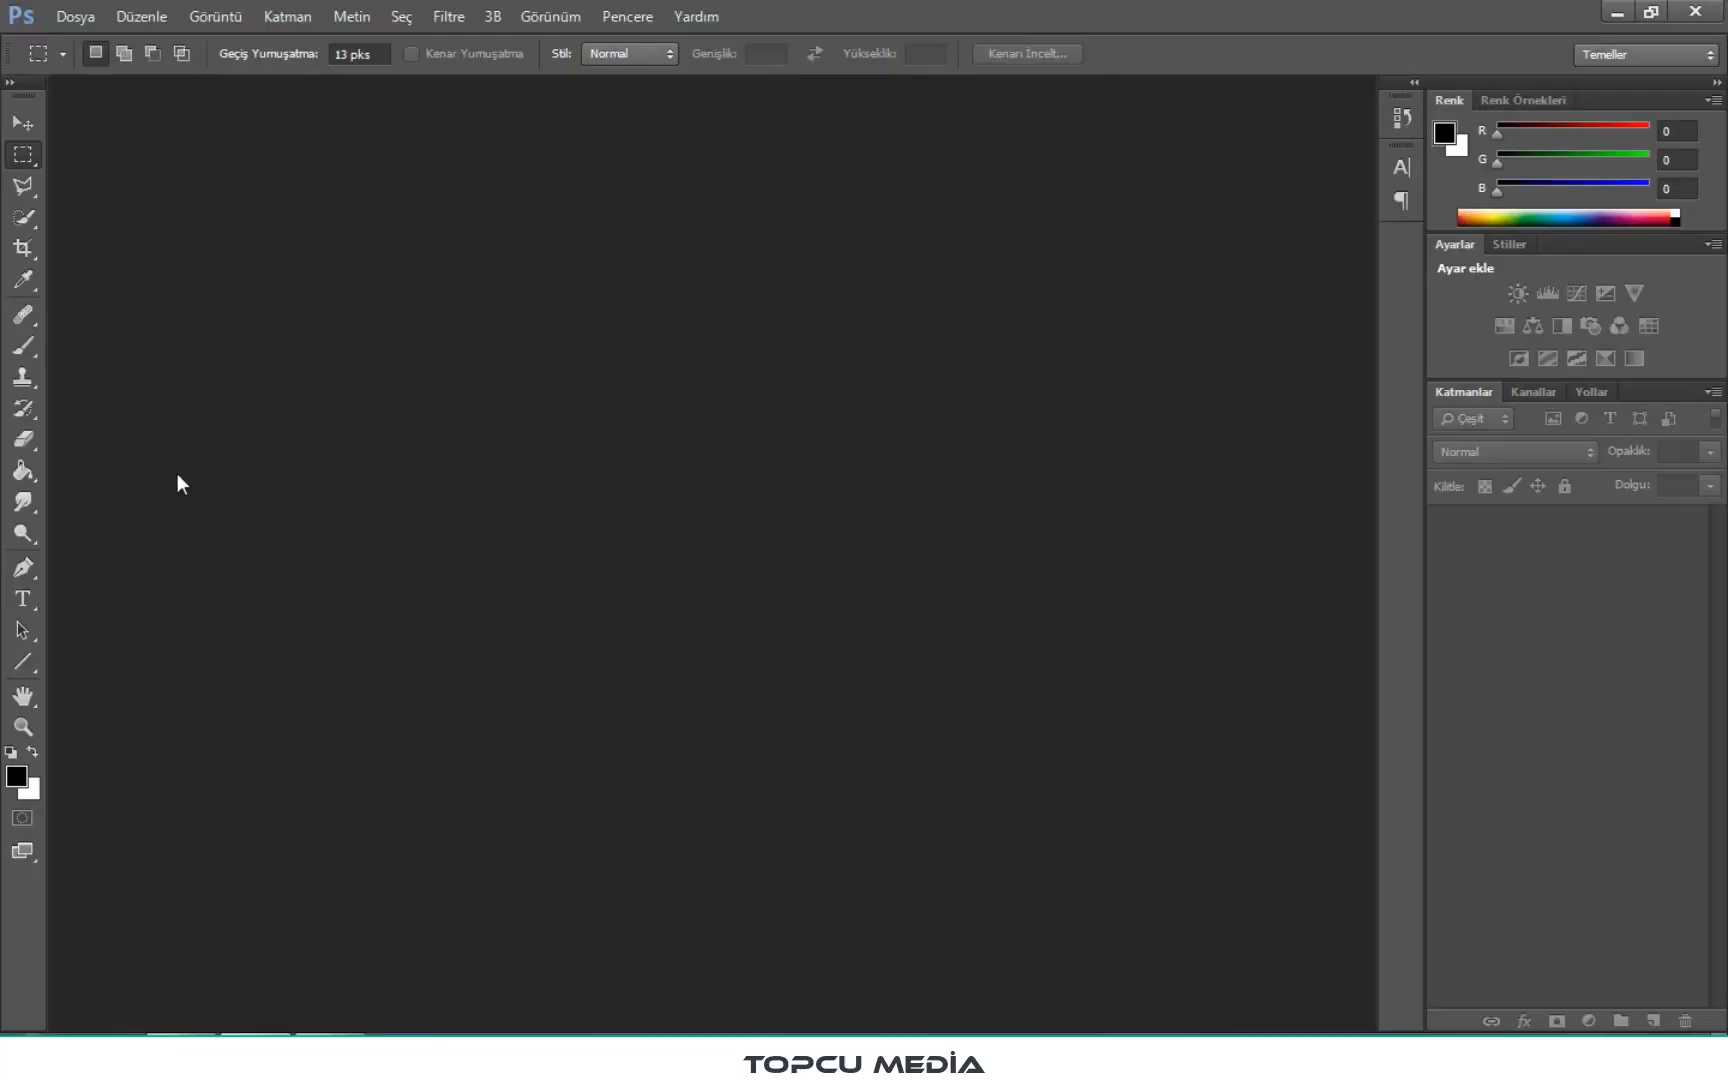 Ps Dosya Düzenle Görüntü Katman Metin Seç Filtre 3B Görünüm Pencere Yardım
Geçiş Yumuşatma: 13 pks Kenar Yumuşatma Stil: Normal Genişlik: Yükseklik: Kenarı İncelt... Temeller
Renk Renk Örnekleri
R 0
G 0
B 0
Ayarlar Stiller
Ayar ekle
Katmanlar Kanallar Yollar
Çeşit
Normal Opaklık:
Kilitle: Dolgu:
TOPCU MEDİA